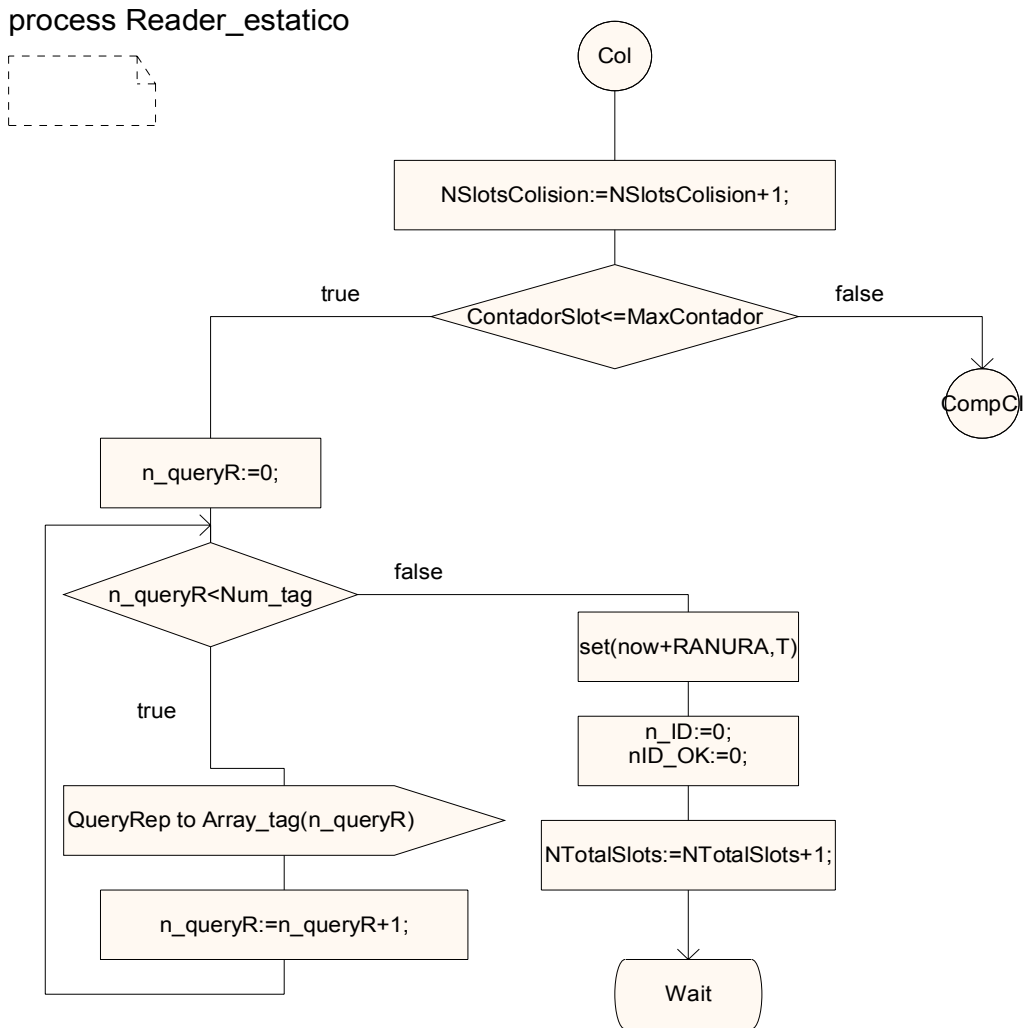 process Reader_estatico
Col
NSlotsColision:=NSlotsColision+1;
true
false
ContadorSlot<=MaxContador
CompCI
n_queryR:=0;
false
n_queryR<Num_tag
set(now+RANURA,T)
true
n_ID:=0;
nID_OK:=0;
QueryRep to Array_tag(n_queryR)
NTotalSlots:=NTotalSlots+1;
n_queryR:=n_queryR+1;
Wait